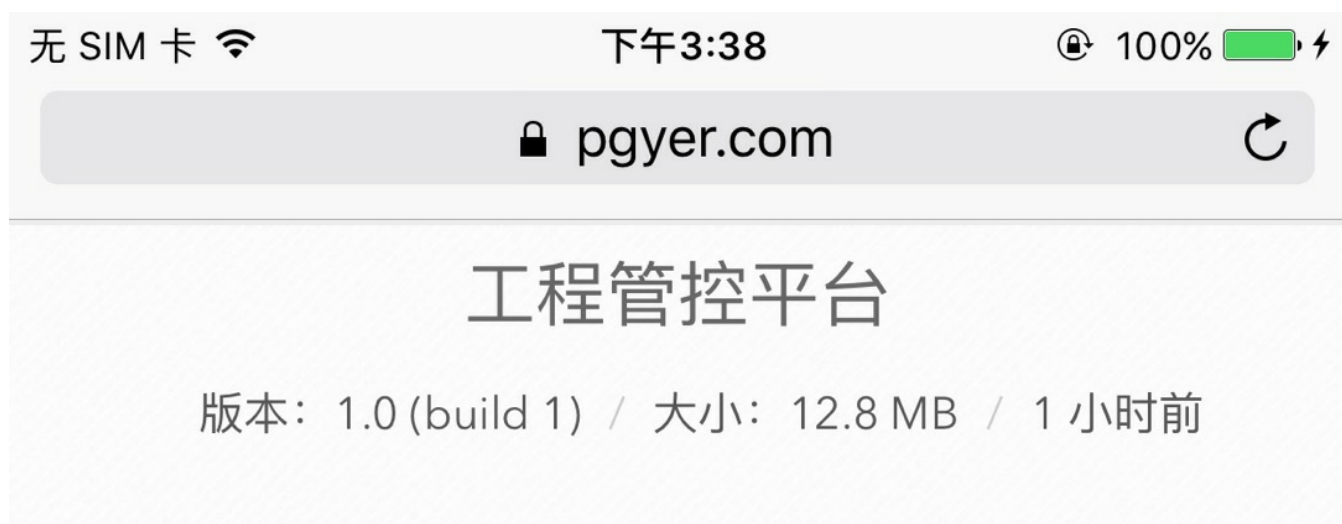 无 SIM 卡 下午3:38 100%
pgyer.com
工程管控平台
版本：1.0 (build 1) / 大小：12.8 MB / 1 小时前